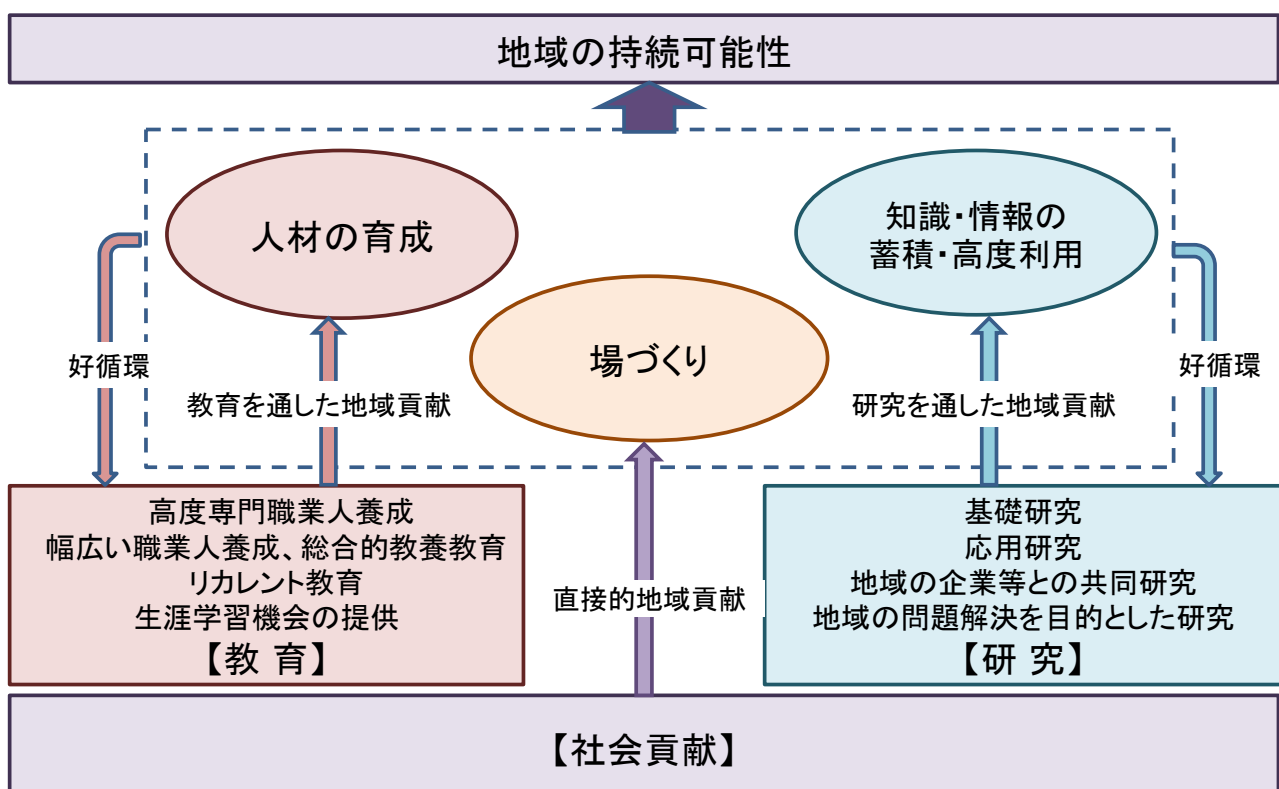 地域の持続可能性
人材の育成
知識・情報の
蓄積・高度利用
場づくり
好循環
好循環
教育を通した地域貢献
研究を通した地域貢献
高度専門職業人養成
幅広い職業人養成、総合的教養教育
リカレント教育
生涯学習機会の提供
【教 育】
直接的地域貢献
基礎研究
応用研究
地域の企業等との共同研究
地域の問題解決を目的とした研究
【研 究】
【社会貢献】